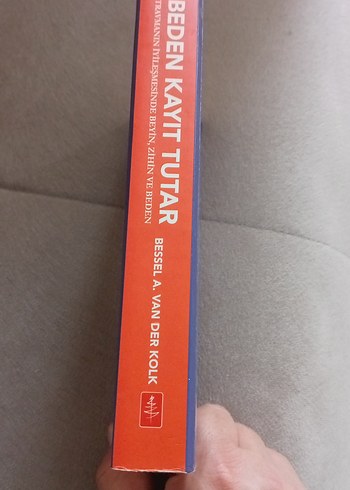 BEDEN KAYIT TUTAR
TRAVMANIN İYİLEŞMESİNDE BEYİN, ZİHİN VE BEDEN
BESSEL A. VAN DER KOLK